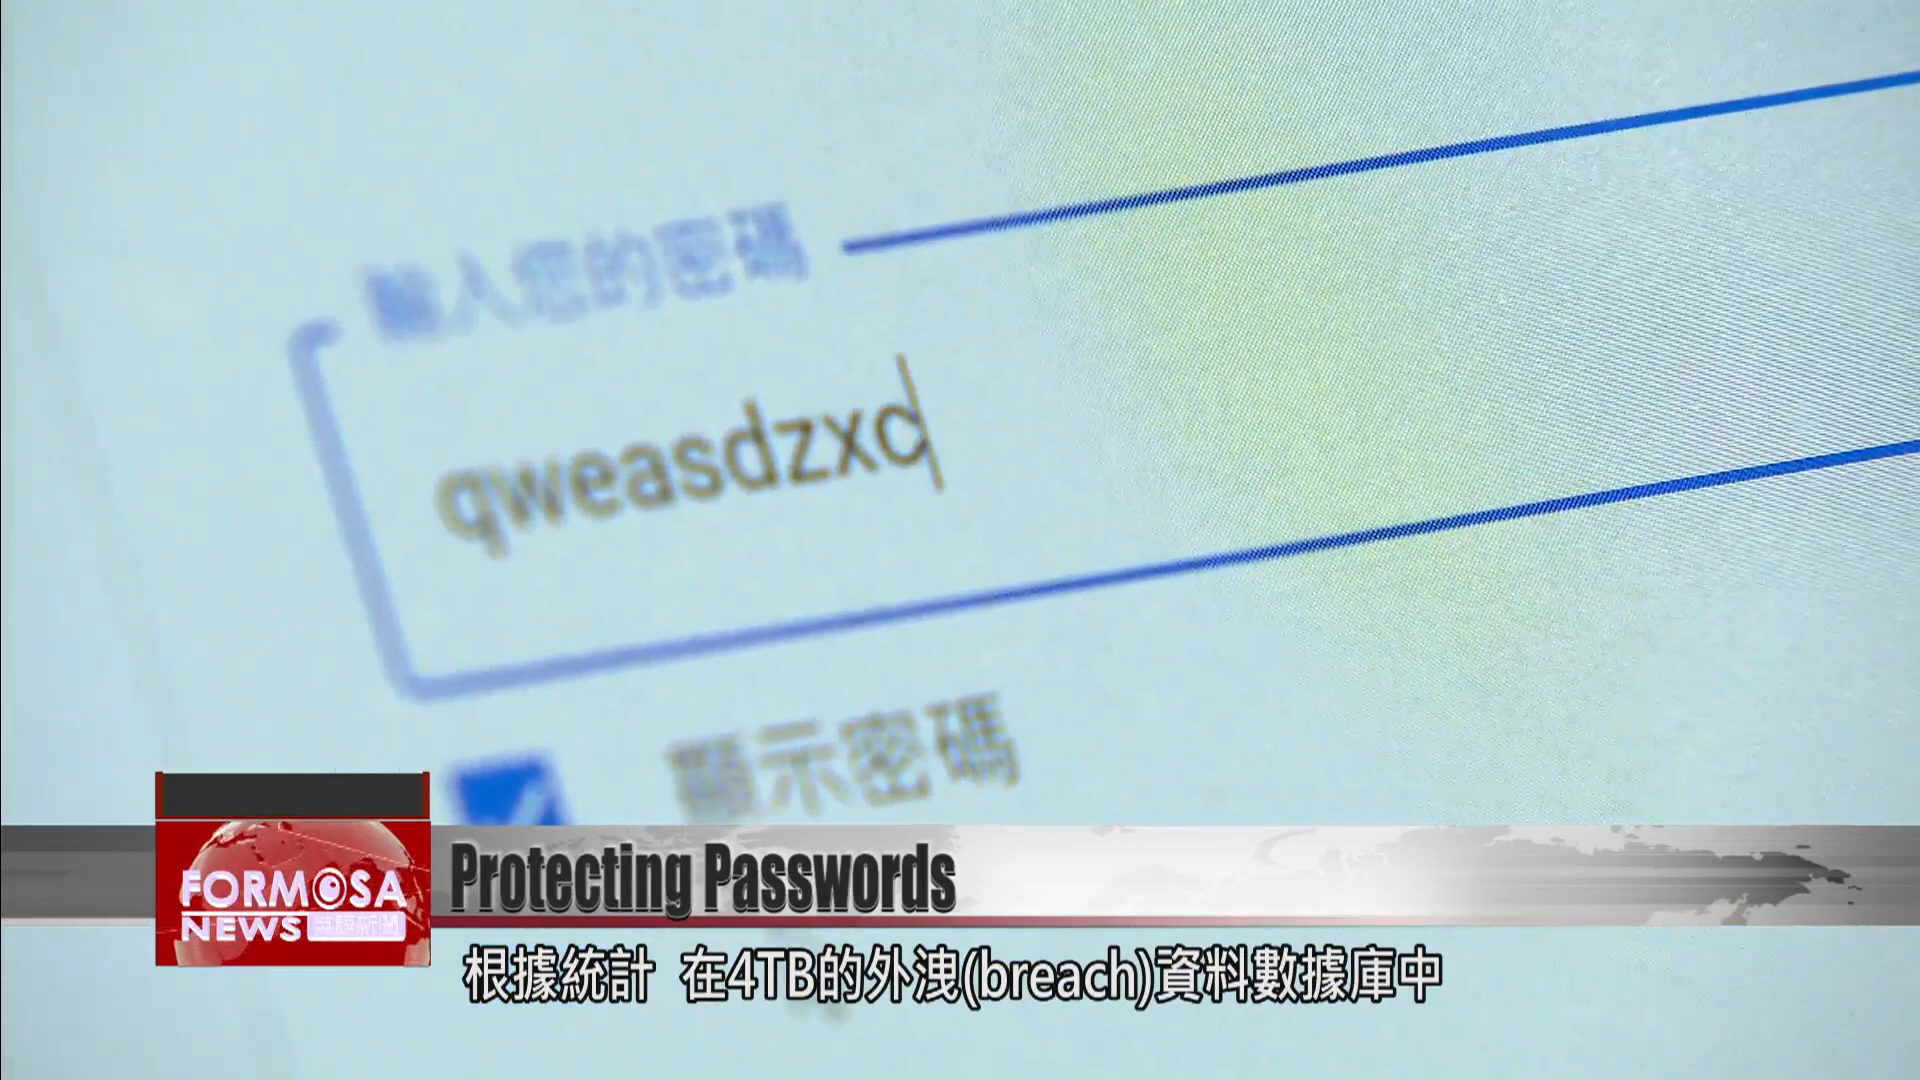 輸入您的密碼
qweasdzxc
顯示密碼
Protecting Passwords
FORMOSA
NEWS
根據統計 在4TB的外洩(breach)資料數據庫中